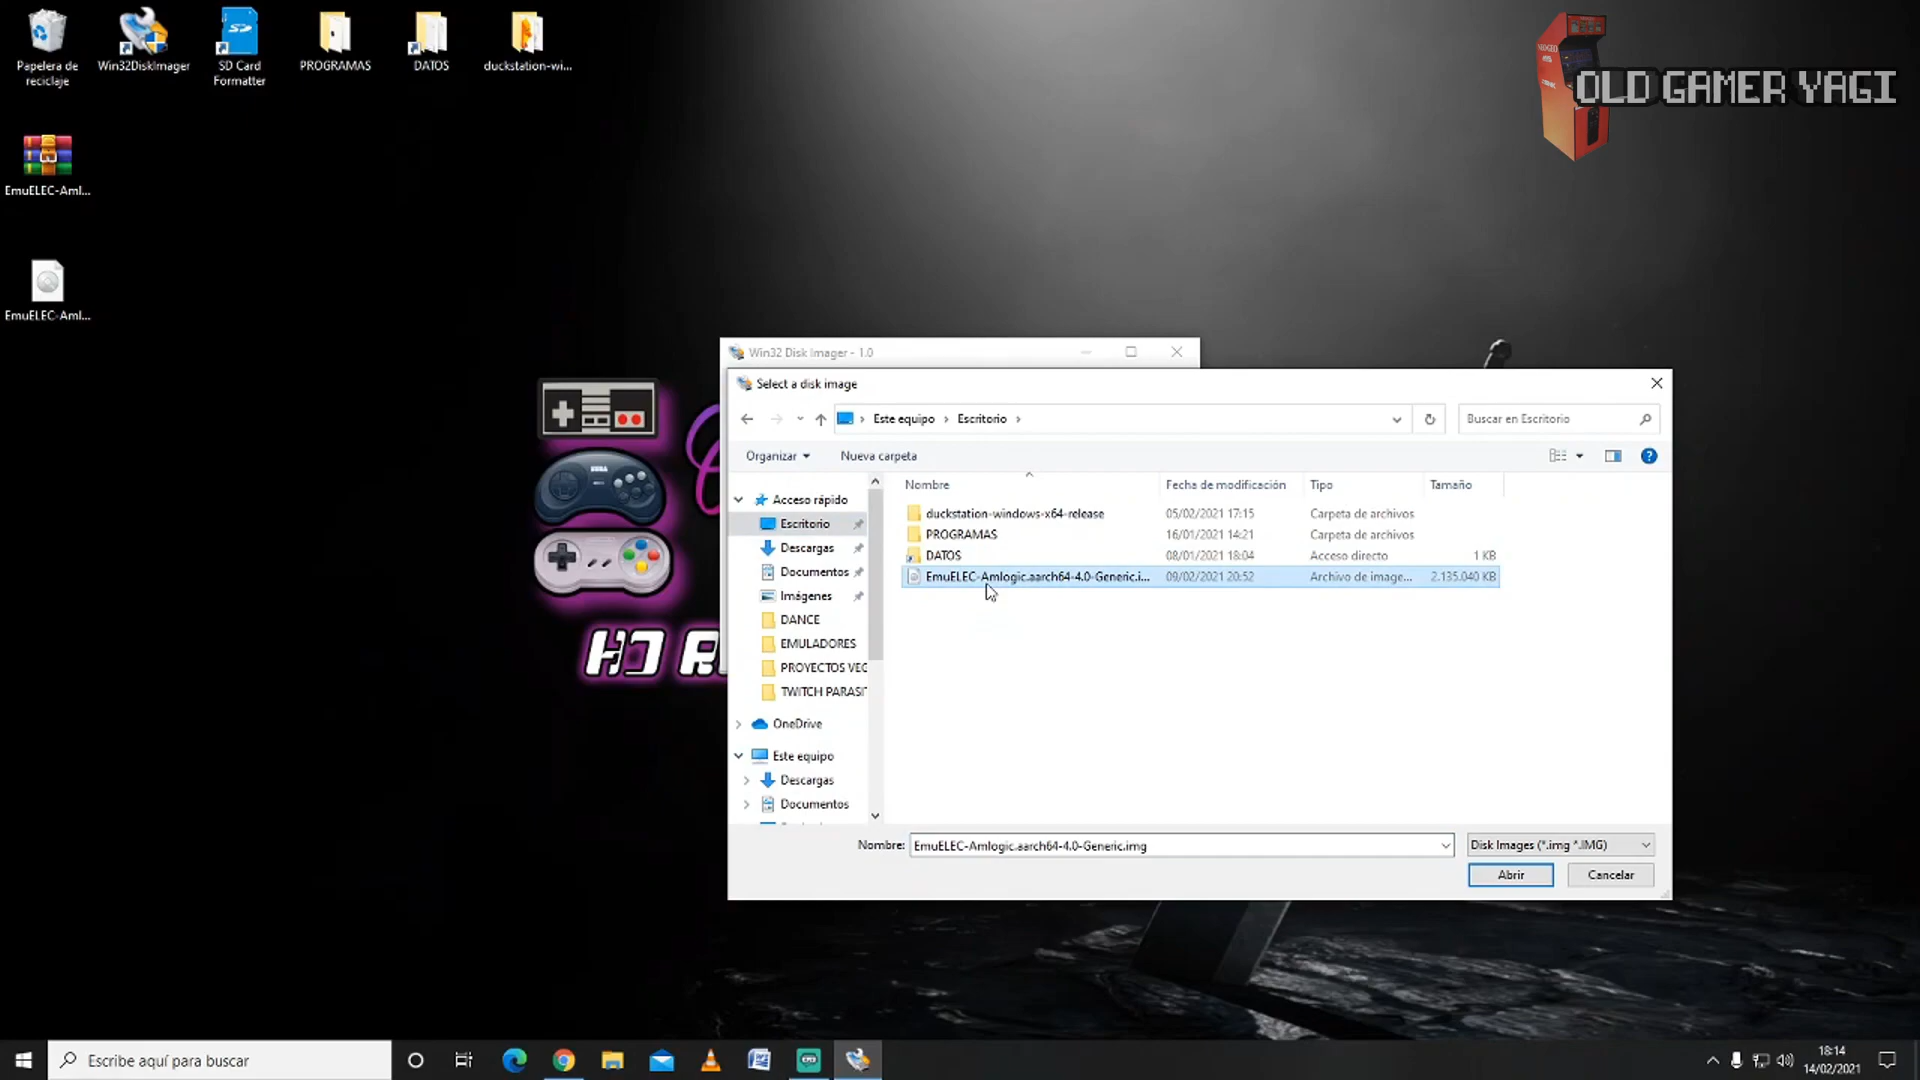 Papelera de
reciclaje
Win32DiskImager
SD Card
Formatter
PROGRAMAS
DATOS
duckstation-wi...
OLD GAMER YAGI
EmuELEC-Aml...
EmuELEC-Aml...
SEGA
HD R
Win32 Disk Imager - 1.0
Select a disk image
Este equipo
Escritorio
Buscar en Escritorio
Organizar
Nueva carpeta
Acceso rápido
Escritorio
Descargas
Documentos
Imágenes
DANCE
EMULADORES
PROYECTOS VEC
TWITCH PARASIT
OneDrive
Este equipo
Descargas
Documentos
Nombre
Fecha de modificación
Tipo
Tamaño
duckstation-windows-x64-release
05/02/2021 17:15
Carpeta de archivos
PROGRAMAS
16/01/2021 14:21
Carpeta de archivos
DATOS
08/01/2021 18:04
Acceso directo
1 KB
EmuELEC-Amlogic.aarch64-4.0-Generic.i...
09/02/2021 20:52
Archivo de image...
2.135.040 KB
Nombre:
EmuELEC-Amlogic.aarch64-4.0-Generic.img
Disk Images (*.img *.IMG)
Abrir
Cancelar
Escribe aquí para buscar
18:14
14/02/2021